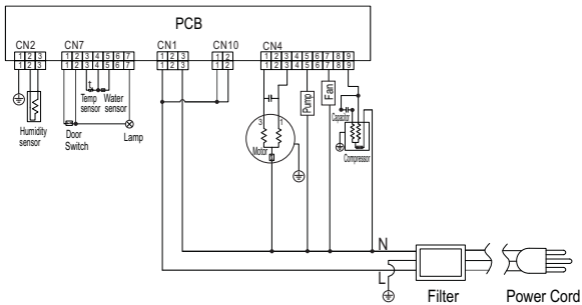 PCB
CN2 CN7 CN1 CN10 CN4
1 2 3 1 2 3 4 5 6 7 1 2 3 1 2 1 2 3 4 5 6 7 8 9
1 2 3 1 2 3 4 5 6 7 1 2 3 1 2 1 2 3 4 5 6 7 8 9
t
Temp
sensor
Water
sensor
Pump
Fan
Capacitor
3 1
Humidity
sensor
Door
Switch
Lamp
Motor
Compressor
N
L
Filter
Power Cord